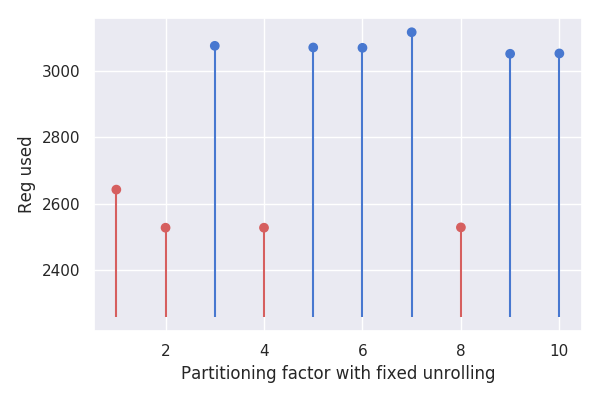 3000
2800
2600
2400
Reg used
2 4 6 8 10
Partitioning factor with fixed unrolling